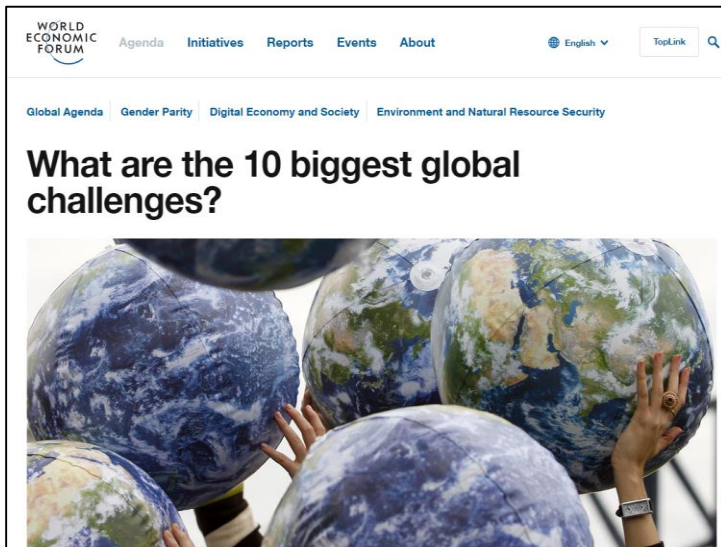 WORLD
ECONOMIC
FORUM
Agenda Initiatives Reports Events About English TopLink
Global Agenda Gender Parity Digital Economy and Society Environment and Natural Resource Security
What are the 10 biggest global
challenges?